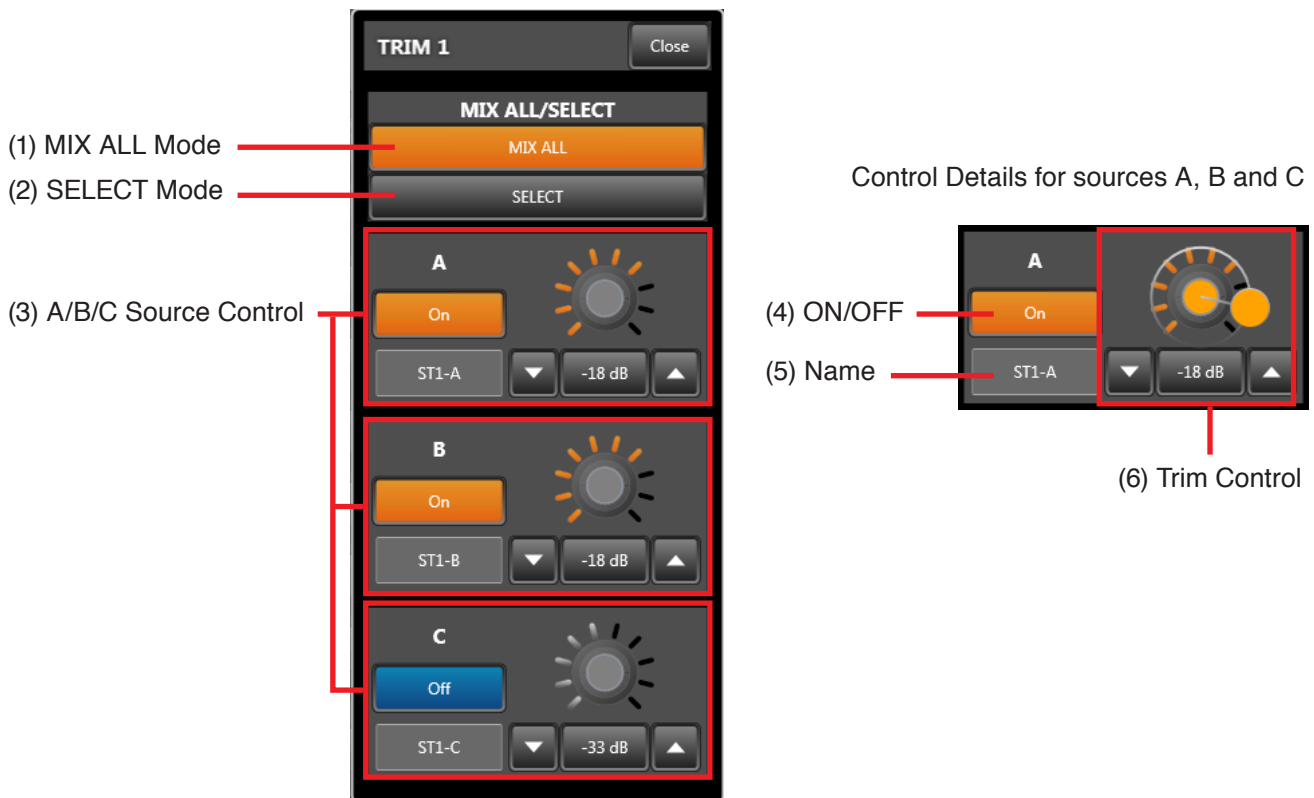 TRIM 1
Close
MIX ALL/SELECT
(1) MIX ALL Mode
MIX ALL
(2) SELECT Mode
SELECT
(3) A/B/C Source Control
A
On
ST1-A
-18 dB
B
On
ST1-B
-18 dB
C
Off
ST1-C
-33 dB
Control Details for sources A, B and C
A
(4) ON/OFF
On
(5) Name
ST1-A
-18 dB
(6) Trim Control